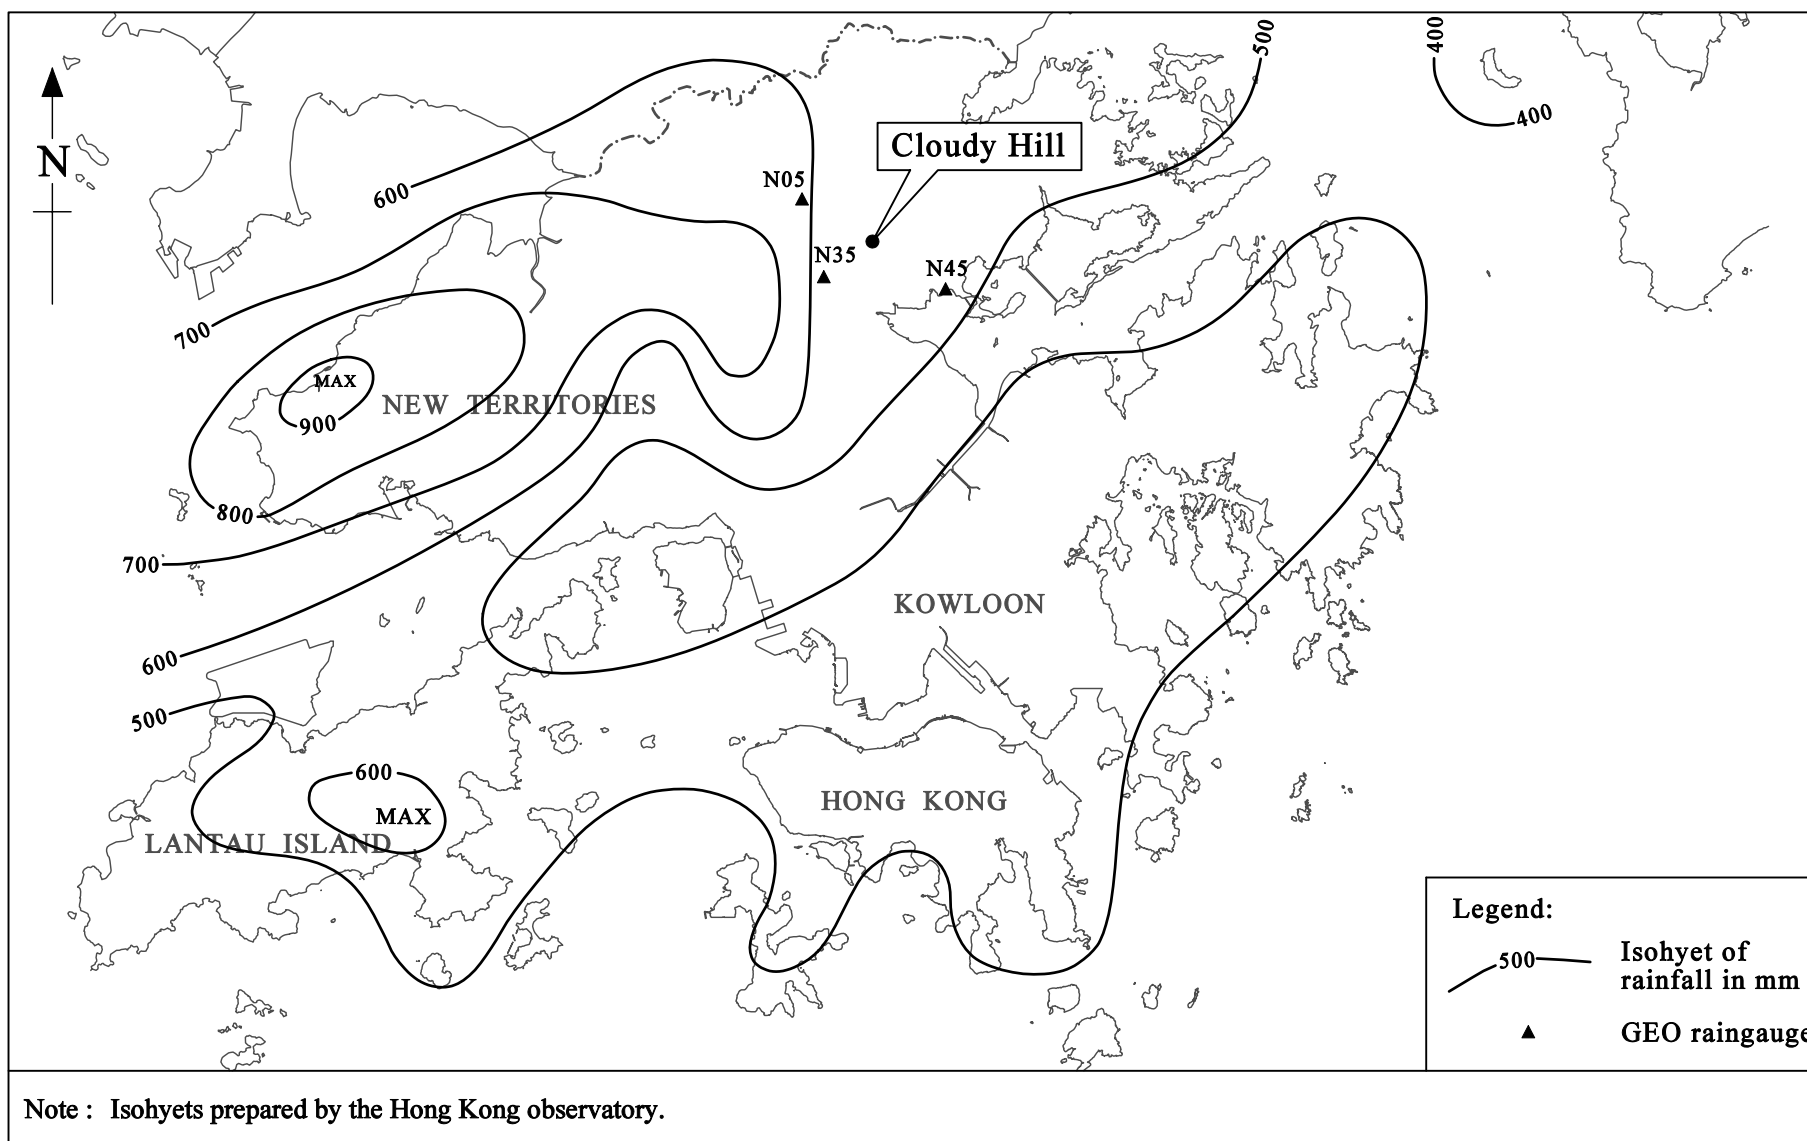 500
400
400
N
Cloudy Hill
600
N05
N35
N45
700
MAX
900
NEW TERRITORIES
800
700
600
500
KOWLOON
600
MAX
HONG KONG
LANTAU ISLAND
Legend:
500
Isohyet of
rainfall in mm
GEO raingauge
Note : Isohyets prepared by the Hong Kong observatory.